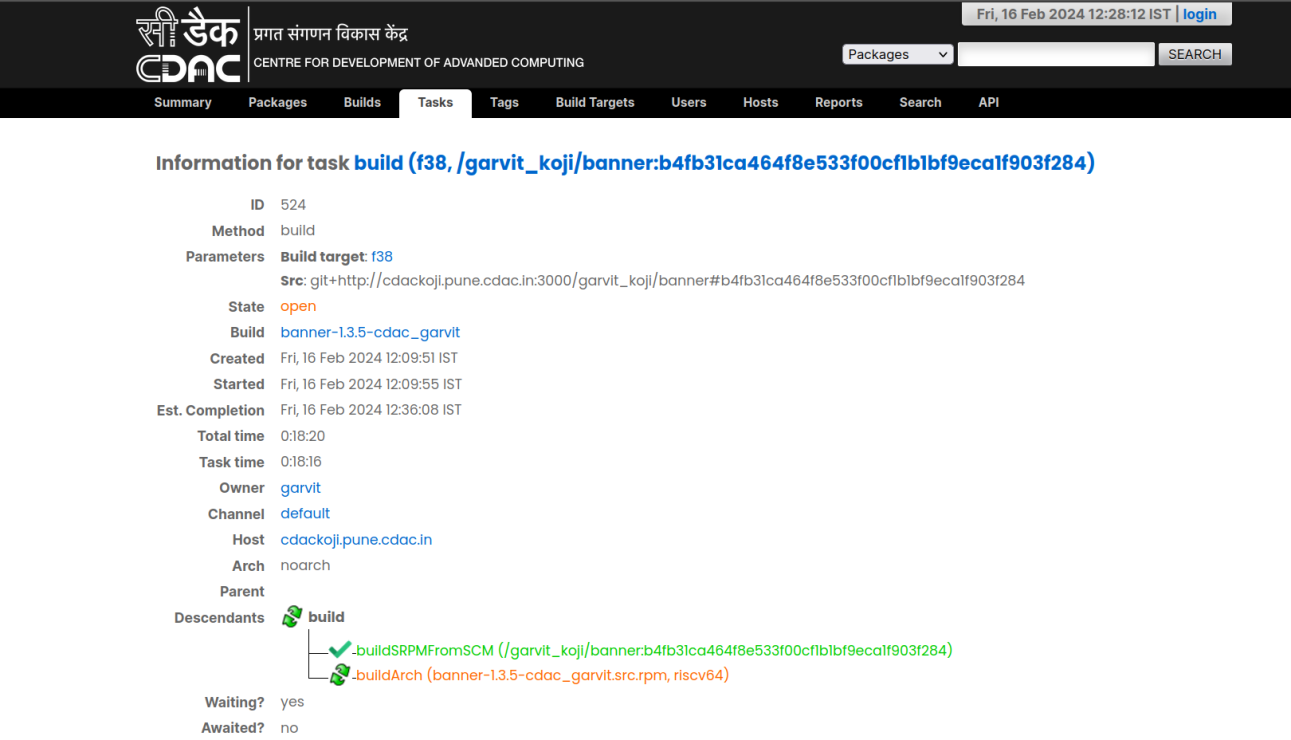 Fri, 16 Feb 2024 12:28:12 IST | login
सी डैक
CDAC
प्रगत संगणन विकास केंद्र
CENTRE FOR DEVELOPMENT OF ADVANDED COMPUTING
Packages SEARCH
Summary Packages Builds Tasks Tags Build Targets Users Hosts Reports Search API
Information for task build (f38, /garvit_koji/banner:b4fb31ca464f8e533f00cf1b1bf9eca1f903f284)
ID 524
Method build
Parameters Build target: f38
Src: git+http://cdackoji.pune.cdac.in:3000/garvit_koji/banner#b4fb31ca464f8e533f00cf1b1bf9eca1f903f284
State open
Build banner-1.3.5-cdac_garvit
Created Fri, 16 Feb 2024 12:09:51 IST
Started Fri, 16 Feb 2024 12:09:55 IST
Est. Completion Fri, 16 Feb 2024 12:36:08 IST
Total time 0:18:20
Task time 0:18:16
Owner garvit
Channel default
Host cdackoji.pune.cdac.in
Arch noarch
Parent
Descendants build
buildSRPMFromSCM (/garvit_koji/banner:b4fb31ca464f8e533f00cf1b1bf9eca1f903f284)
buildArch (banner-1.3.5-cdac_garvit.src.rpm, riscv64)
Waiting? yes
Awaited? no